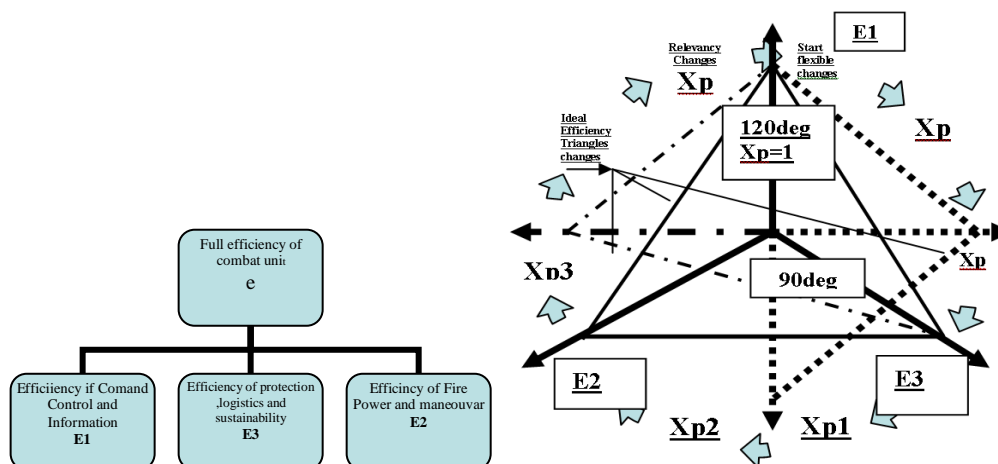 Full efficiency of
combat unit
e
Efficiiency if Comand
Control and
Information
E1
Efficiency of protection
,logistics and
sustainability
E3
Efficincy of Fire
Power and maneouvar
E2
E1
Relevancy
Changes
Xp
Start
flexible
changes
Xp
Ideal
Efficiency
Triangles
changes
120deg
Xp=1
Xp3
90deg
Xp
E2
E3
Xp2
Xp1